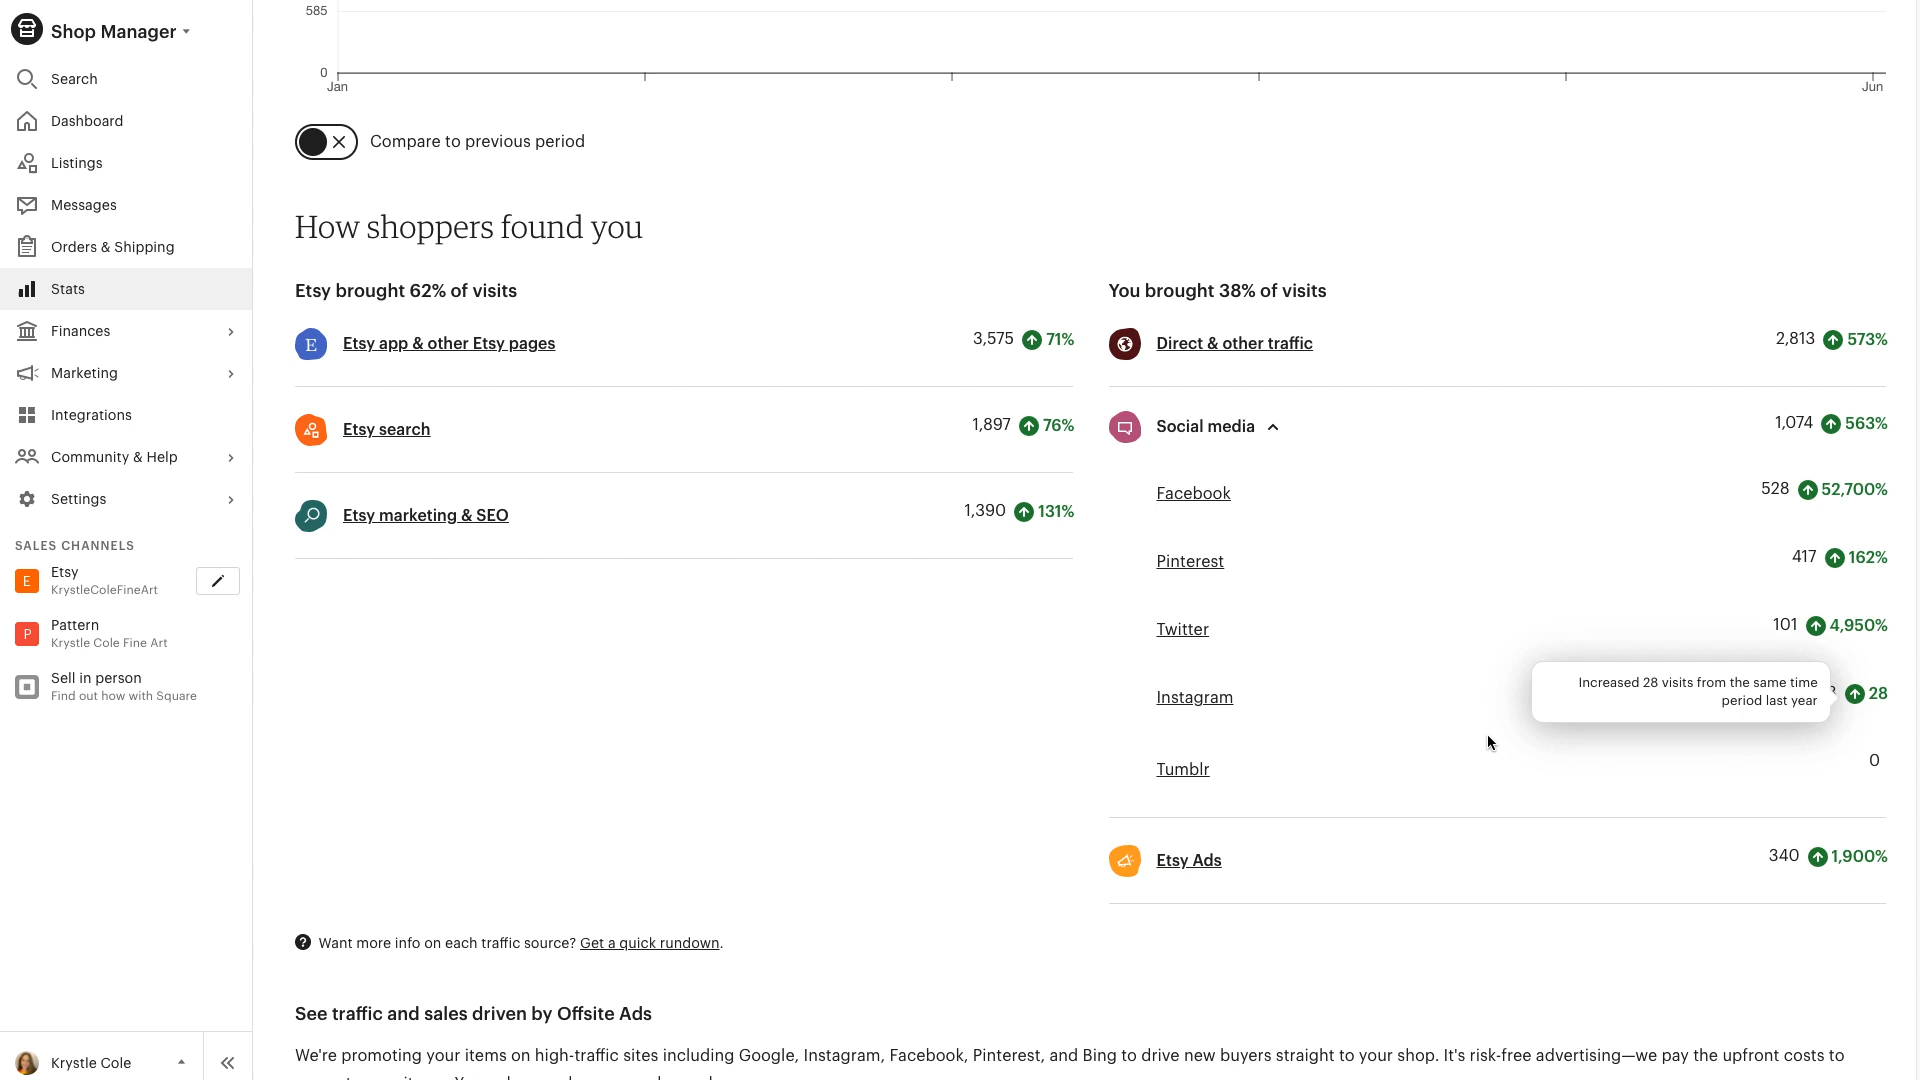 Shop Manager
Search
Dashboard
Listings
Messages
Orders & Shipping
Stats
Finances
Marketing
Integrations
Community & Help
Settings
SALES CHANNELS
E
Etsy
KrystleColeFineArt
P
Pattern
Krystle Cole Fine Art
Sell in person
Find out how with Square
Krystle Cole
585
0
Jan
Jun
Compare to previous period
How shoppers found you
Etsy brought 62% of visits
E
Etsy app & other Etsy pages 3,575 71%
Etsy search 1,897 76%
Etsy marketing & SEO 1,390 131%
You brought 38% of visits
Direct & other traffic 2,813 573%
Social media 1,074 563%
Facebook 528 52,700%
Pinterest 417 162%
Twitter 101 4,950%
Increased 28 visits from the same time
period last year
Instagram 28
Tumblr 0
Etsy Ads 340 1,900%
? Want more info on each traffic source? Get a quick rundown.
See traffic and sales driven by Offsite Ads
We're promoting your items on high-traffic sites including Google, Instagram, Facebook, Pinterest, and Bing to drive new buyers straight to your shop. It's risk-free advertising—we pay the upfront costs to